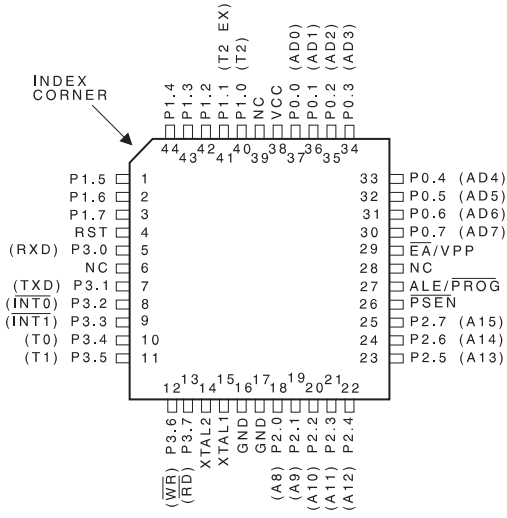 INDEX
CORNER
P1.4
P1.3
P1.2
P1.1 (T2 EX)
P1.0 (T2)
NC
VCC
P0.0 (AD0)
P0.1 (AD1)
P0.2 (AD2)
P0.3 (AD3)
44
43
42
41
40
39
38
37
36
35
34
P1.5 1
P1.6 2
P1.7 3
RST 4
(RXD) P3.0 5
NC 6
(TXD) P3.1 7
(INT0) P3.2 8
(INT1) P3.3 9
(T0) P3.4 10
(T1) P3.5 11
33 P0.4 (AD4)
32 P0.5 (AD5)
31 P0.6 (AD6)
30 P0.7 (AD7)
29 EA/VPP
28 NC
27 ALE/PROG
26 PSEN
25 P2.7 (A15)
24 P2.6 (A14)
23 P2.5 (A13)
12
13
14
15
16
17
18
19
20
21
22
(WR) P3.6
(RD) P3.7
XTAL2
XTAL1
GND
GND
(A8) P2.0
(A9) P2.1
(A10) P2.2
(A11) P2.3
(A12) P2.4